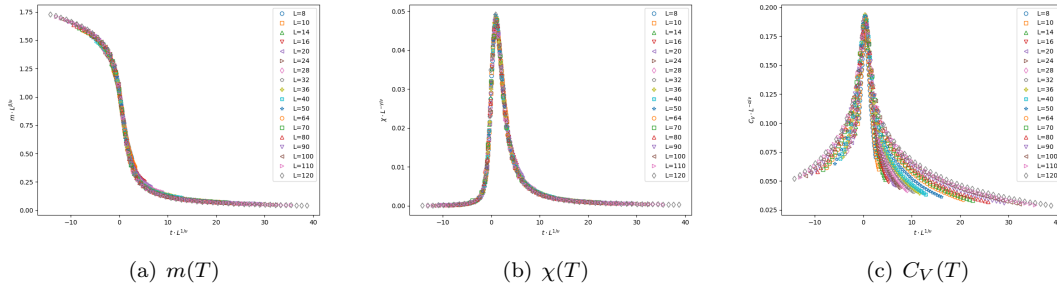 m · L^{β/ν}
1.75
1.50
1.25
1.00
0.75
0.50
0.25
0.00
−10 0 10 20 30 40
t · L^{1/ν}
L=8
L=10
L=14
L=16
L=20
L=24
L=28
L=32
L=36
L=40
L=50
L=64
L=70
L=80
L=90
L=100
L=110
L=120
(a) m(T)
χ · L^{−γ/ν}
0.05
0.04
0.03
0.02
0.01
0.00
−10 0 10 20 30 40
t · L^{1/ν}
L=8
L=10
L=14
L=16
L=20
L=24
L=28
L=32
L=36
L=40
L=50
L=64
L=70
L=80
L=90
L=100
L=110
L=120
(b) χ(T)
C_V · L^{−α/ν}
0.200
0.175
0.150
0.125
0.100
0.075
0.050
0.025
−10 0 10 20 30 40
t · L^{1/ν}
L=8
L=10
L=14
L=16
L=20
L=24
L=28
L=32
L=36
L=40
L=50
L=64
L=70
L=80
L=90
L=100
L=110
L=120
(c) C_V(T)